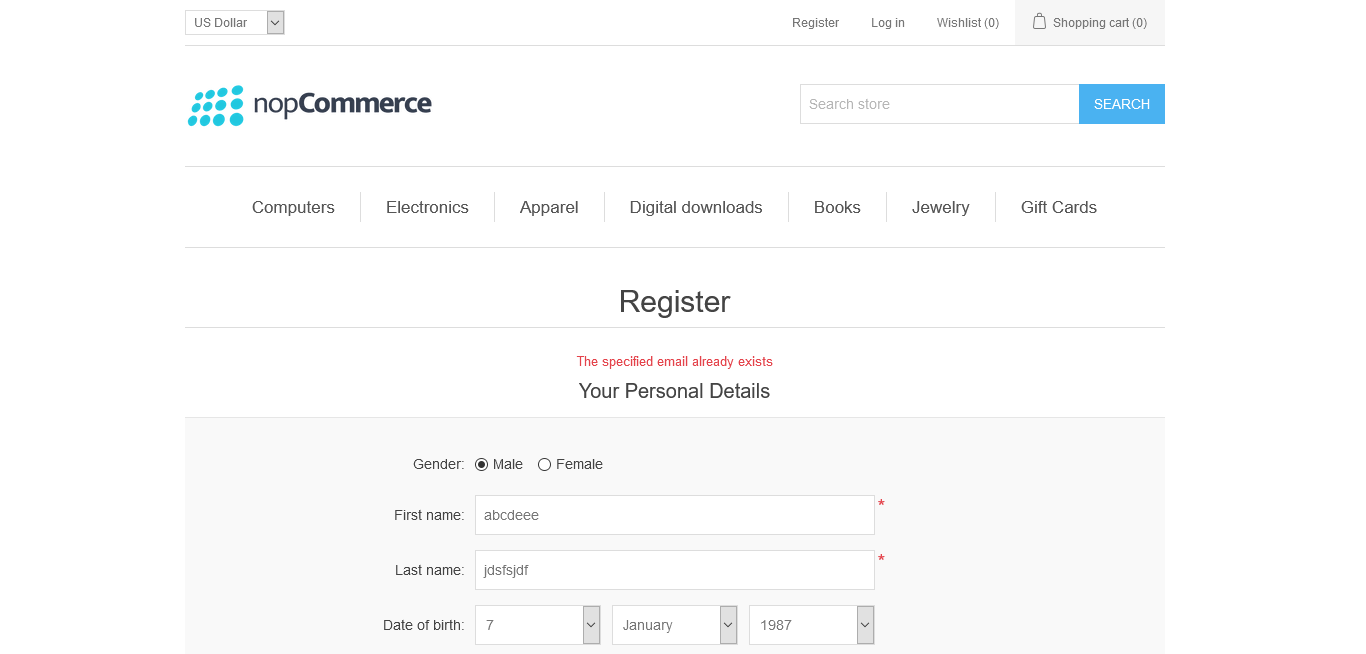 US Dollar Register Log in Wishlist (0) Shopping cart (0)
nopCommerce Search store SEARCH
Computers Electronics Apparel Digital downloads Books Jewelry Gift Cards
Register
The specified email already exists
Your Personal Details
Gender: Male Female
First name: abcdeee *
Last name: jdsfsjdf *
Date of birth: 7 January 1987